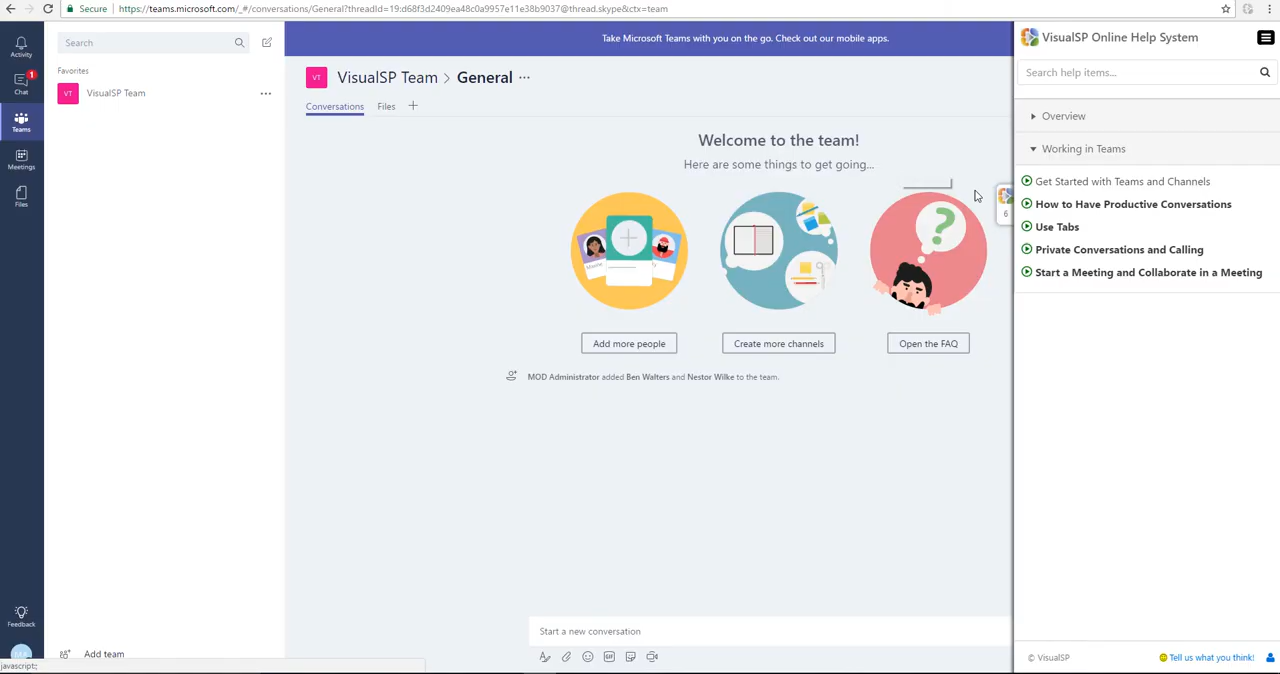 Secure https://teams.microsoft.com/_#/conversations/General?threadId=19:d68f3d2409ea48c0a9957e11e38b9037@thread.skype&ctx=team
Activity
Chat
1
Teams
Meetings
Files
Feedback
Search
Favorites
VT VisualSP Team ...
Add team
javascript:;
Take Microsoft Teams with you on the go. Check out our mobile apps.
VT VisualSP Team > General ...
Conversations Files +
Welcome to the team!
Here are some things to get going...
Add more people Create more channels Open the FAQ
MOD Administrator added Ben Walters and Nestor Wilke to the team.
Start a new conversation
GIF
6
VisualSP Online Help System
Search help items...
Overview
Working in Teams
Get Started with Teams and Channels
How to Have Productive Conversations
Use Tabs
Private Conversations and Calling
Start a Meeting and Collaborate in a Meeting
© VisualSP Tell us what you think!